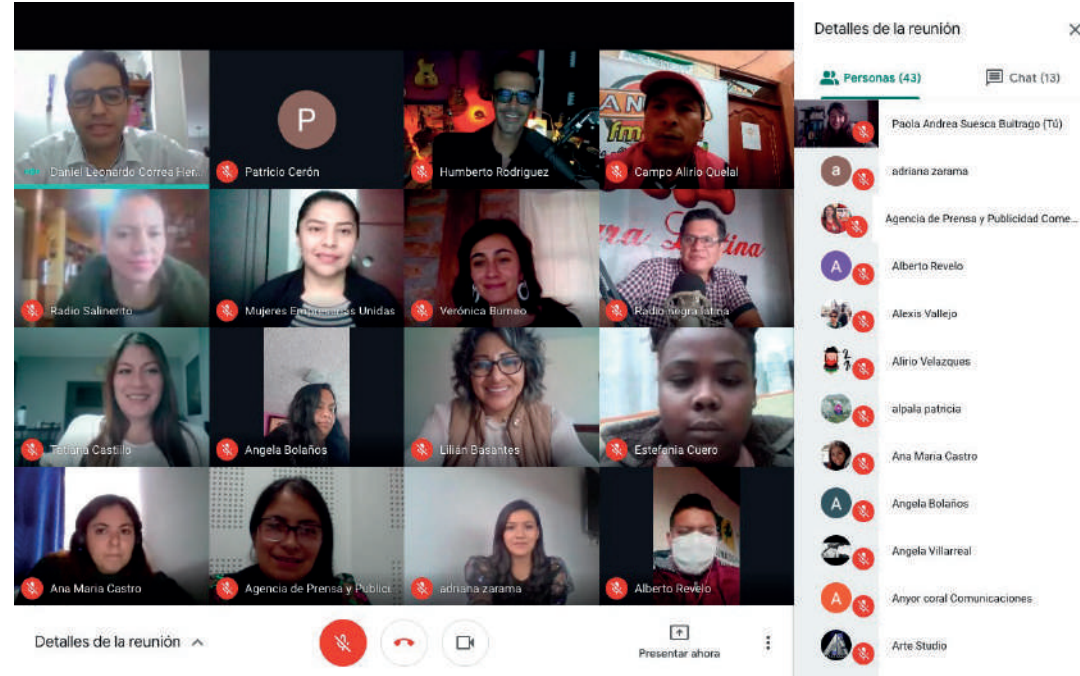 Detalles de la reunión
Personas (43)
Chat (13)
Daniel Leonardo Correa Her...
P
Patricio Cerón
Humberto Rodriguez
AN
fm
Campo Alirio Quelal
Radio Salinerito
Mujeres Empresarias Unidas
Verónica Burneo
Radio negra latina
Tatiana Castillo
Angela Bolaños
Lilián Basantes
Estefania Cuero
Ana Maria Castro
Agencia de Prensa y Public
adriana zarama
Alberto Revelo
Paola Andrea Suesca Buitrago (Tú)
a
adriana zarama
Agencia de Prensa y Publicidad Come...
A
Alberto Revelo
Alexis Vallejo
Alirio Velazques
alpala patricia
Ana Maria Castro
A
Angela Bolaños
Angela Villarreal
A
Anyor coral Comunicaciones
Arte Studio
Detalles de la reunión
Presentar ahora